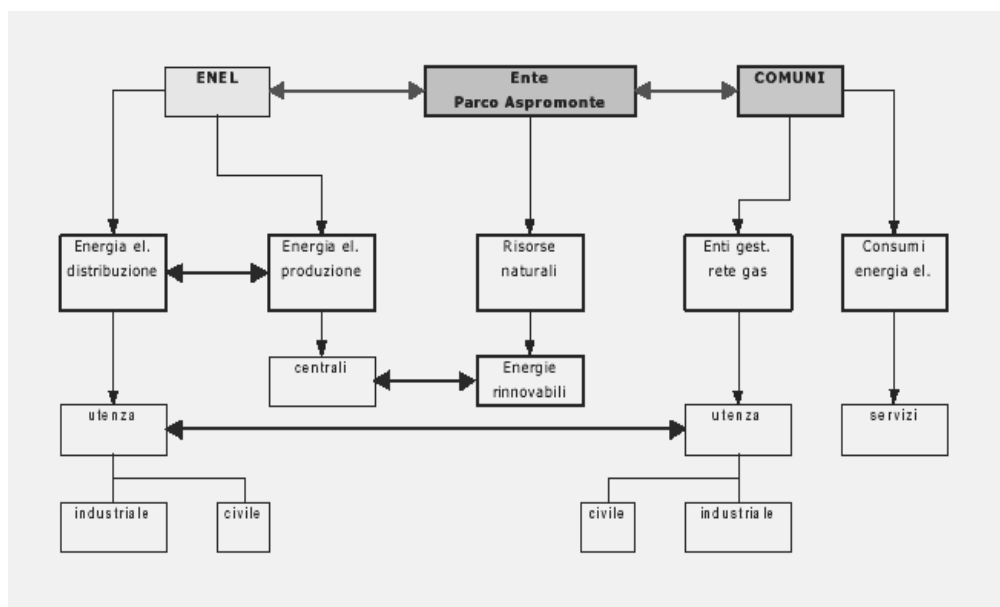 ENEL
Ente
Parco Aspromonte
COMUNI
Energia el.
distribuzione
Energia el.
produzione
Risorse
naturali
Enti gest.
rete gas
Consumi
energia el.
centrali
Energie
rinnovabili
utenza
utenza
servizi
industriale
civile
civile
industriale